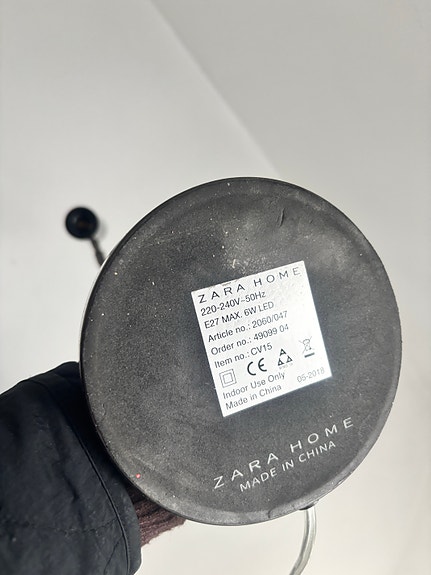 ZARA HOME
220-240V~50Hz
E27 MAX. 6W LED
Article no.: 2060/047
Order no.: 49099 04
Item no.: CV15
CE
Indoor Use Only 05-2018
Made in China
ZARA HOME
MADE IN CHINA